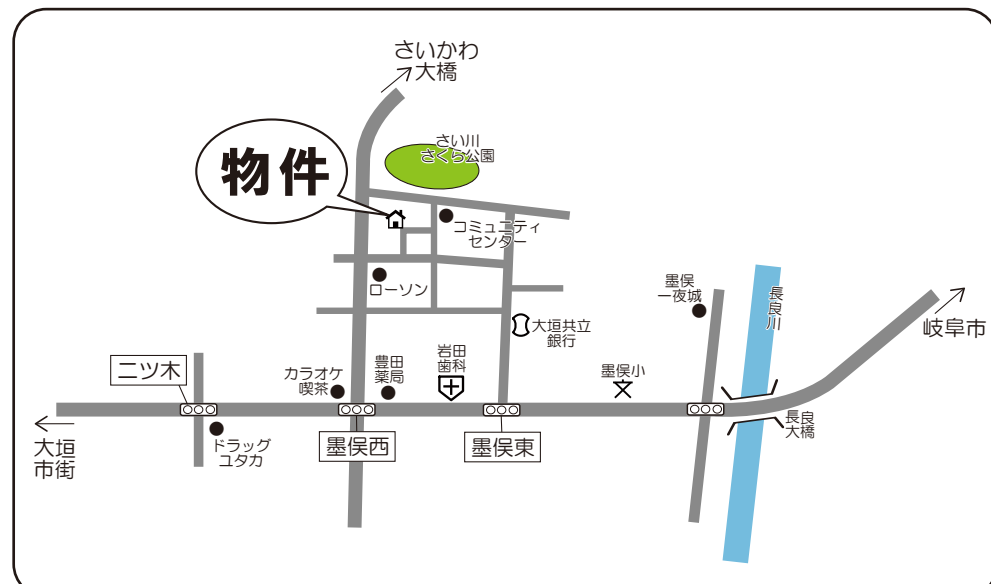 さいかわ
大橋
さい川
さくら公園
物件
コミュニティ
センター
ローソン
墨俣
一夜城
長良川
岐阜市
大垣共立
銀行
岩田
歯科
豊田
薬局
カラオケ
喫茶
墨俣小
二ツ木
墨俣西
墨俣東
長良
大橋
ドラッグ
ユタカ
大垣
市街